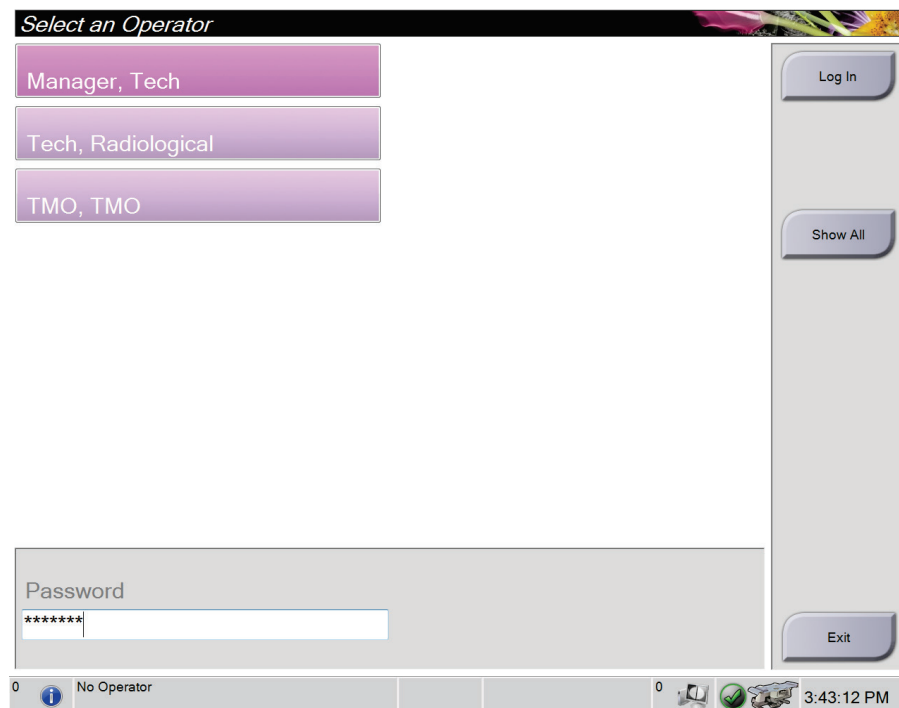 Select an Operator
Manager, Tech
Log In
Tech, Radiological
TMO, TMO
Show All
Password
*******
Exit
0
No Operator
0
3:43:12 PM